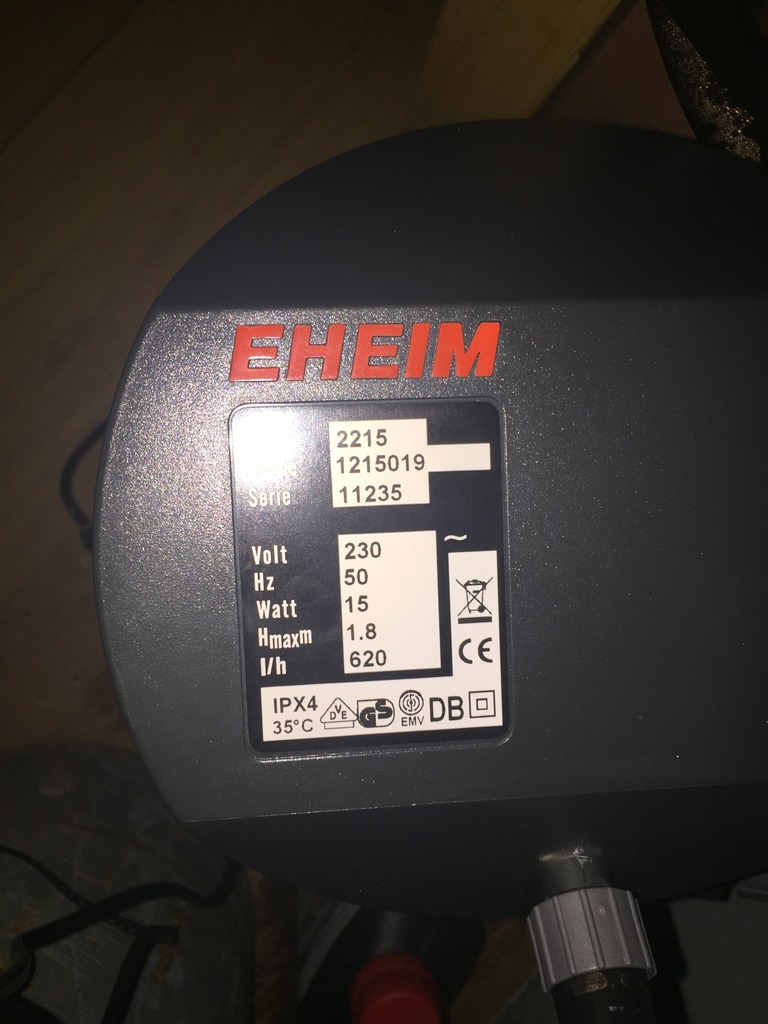 EHEIM
2215
1215019
Serie 11235
~
Volt 230
Hz 50
Watt 15
Hmaxm 1.8
l/h 620
CE
IPX4
35°C
DVE
GS
EMV
DB